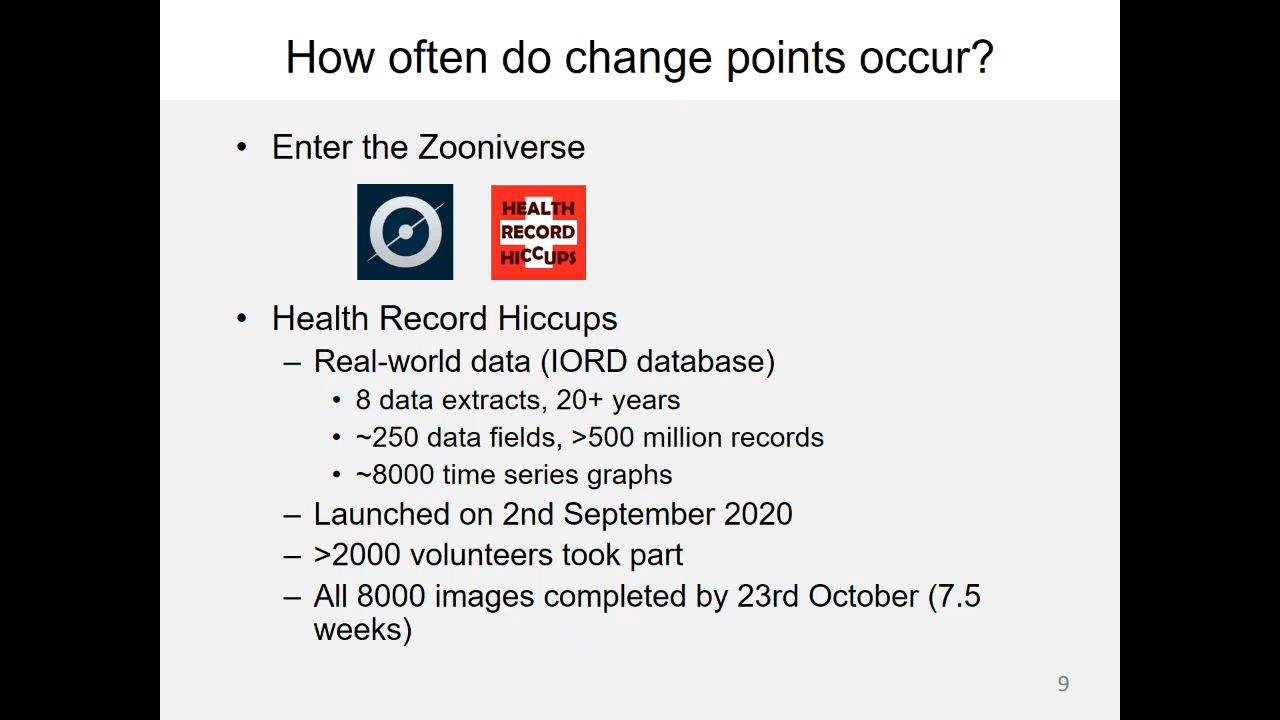 How often do change points occur?
• Enter the Zooniverse
HEALTH
RECORD
HICCUPS
• Health Record Hiccups
– Real-world data (IORD database)
• 8 data extracts, 20+ years
• ~250 data fields, >500 million records
• ~8000 time series graphs
– Launched on 2nd September 2020
– >2000 volunteers took part
– All 8000 images completed by 23rd October (7.5
weeks)
9